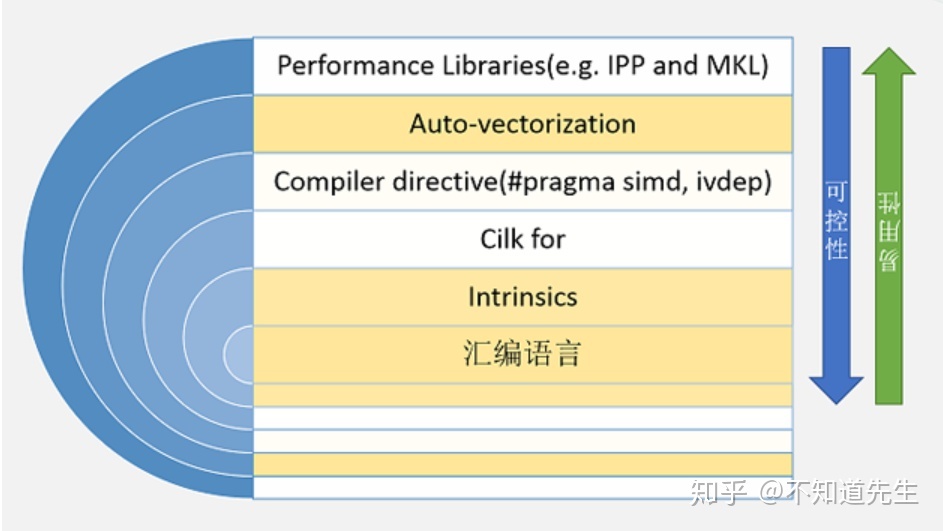 Performance Libraries(e.g. IPP and MKL)
Auto-vectorization
Compiler directive(#pragma simd, ivdep)
Cilk for
Intrinsics
汇编语言
可控性
易用性
知乎 @不知道先生